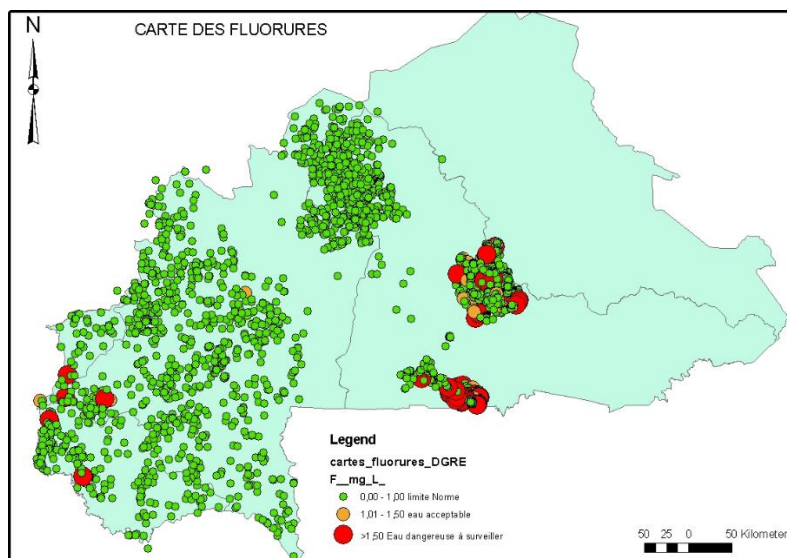 N
CARTE DES FLUORURES
Legend
cartes_fluorures_DGRE
F__mg_L_
0,00 - 1,00 limite Norme
1,01 - 1,50 eau acceptable
>1,50 Eau dangereuse à surveiller
50 25 0 50 Kilometer